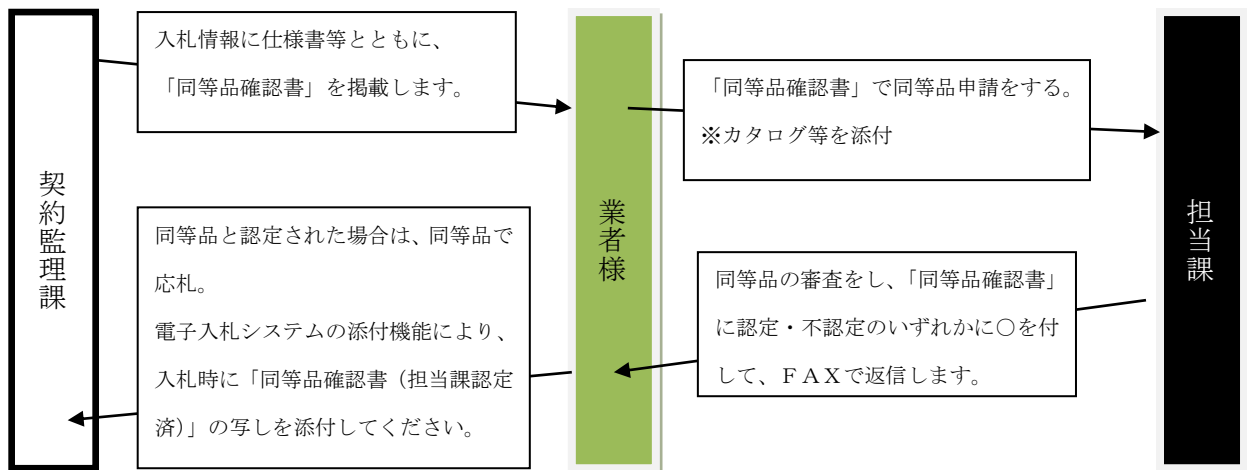 契約監理課
入札情報に仕様書等とともに、
「同等品確認書」を掲載します。
業者様
「同等品確認書」で同等品申請をする。
※カタログ等を添付
担当課
同等品の審査をし、「同等品確認書」
に認定・不認定のいずれかに○を付
して、ＦＡＸで返信します。
同等品と認定された場合は、同等品で
応札。
電子入札システムの添付機能により、
入札時に「同等品確認書（担当課認定
済）」の写しを添付してください。